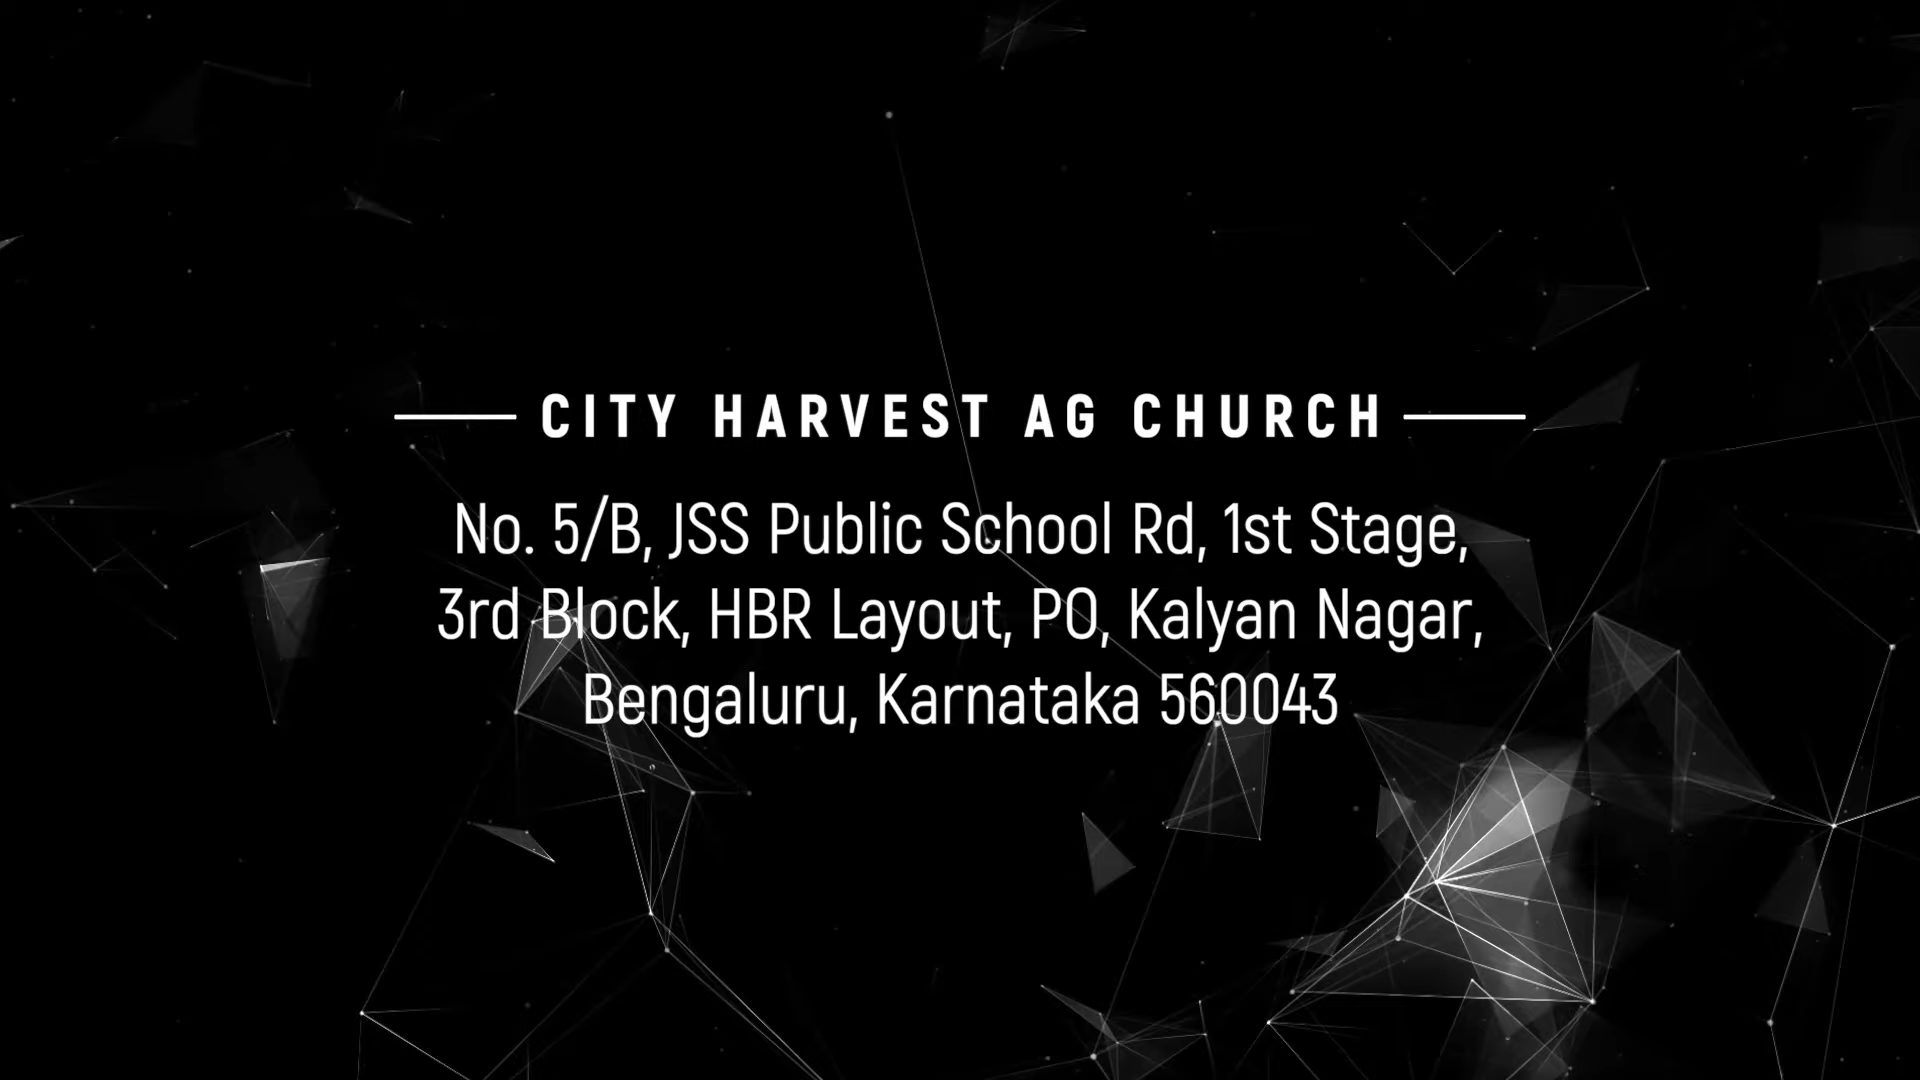 CITY HARVEST AG CHURCH
No. 5/B, JSS Public School Rd, 1st Stage,
3rd Block, HBR Layout, PO, Kalyan Nagar,
Bengaluru, Karnataka 560043